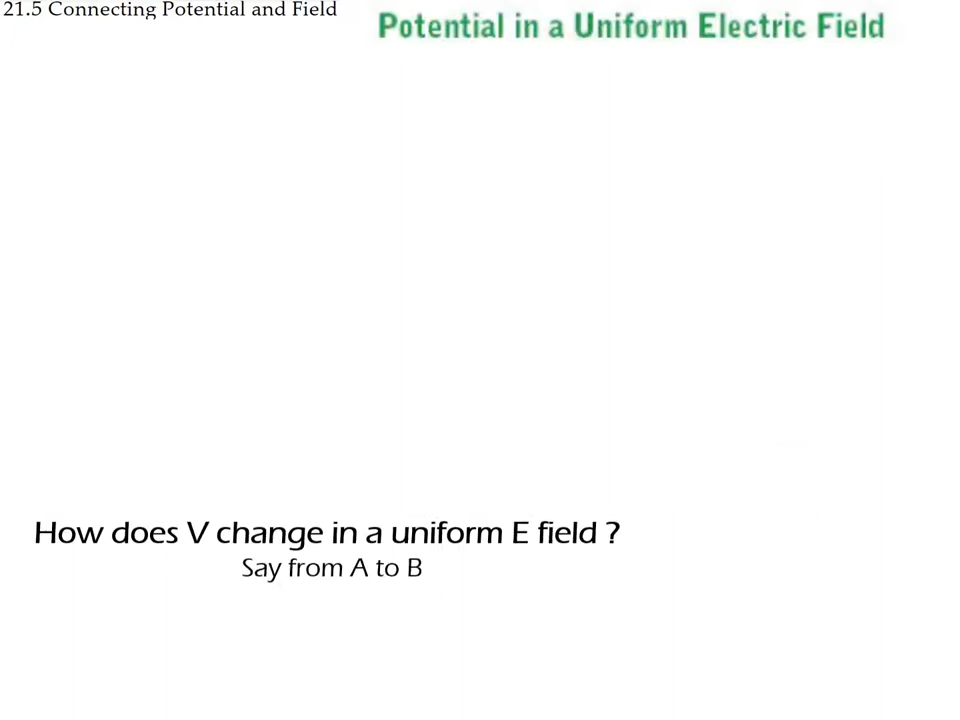 21.5 Connecting Potential and Field
Potential in a Uniform Electric Field
How does V change in a uniform E field ?
Say from A to B